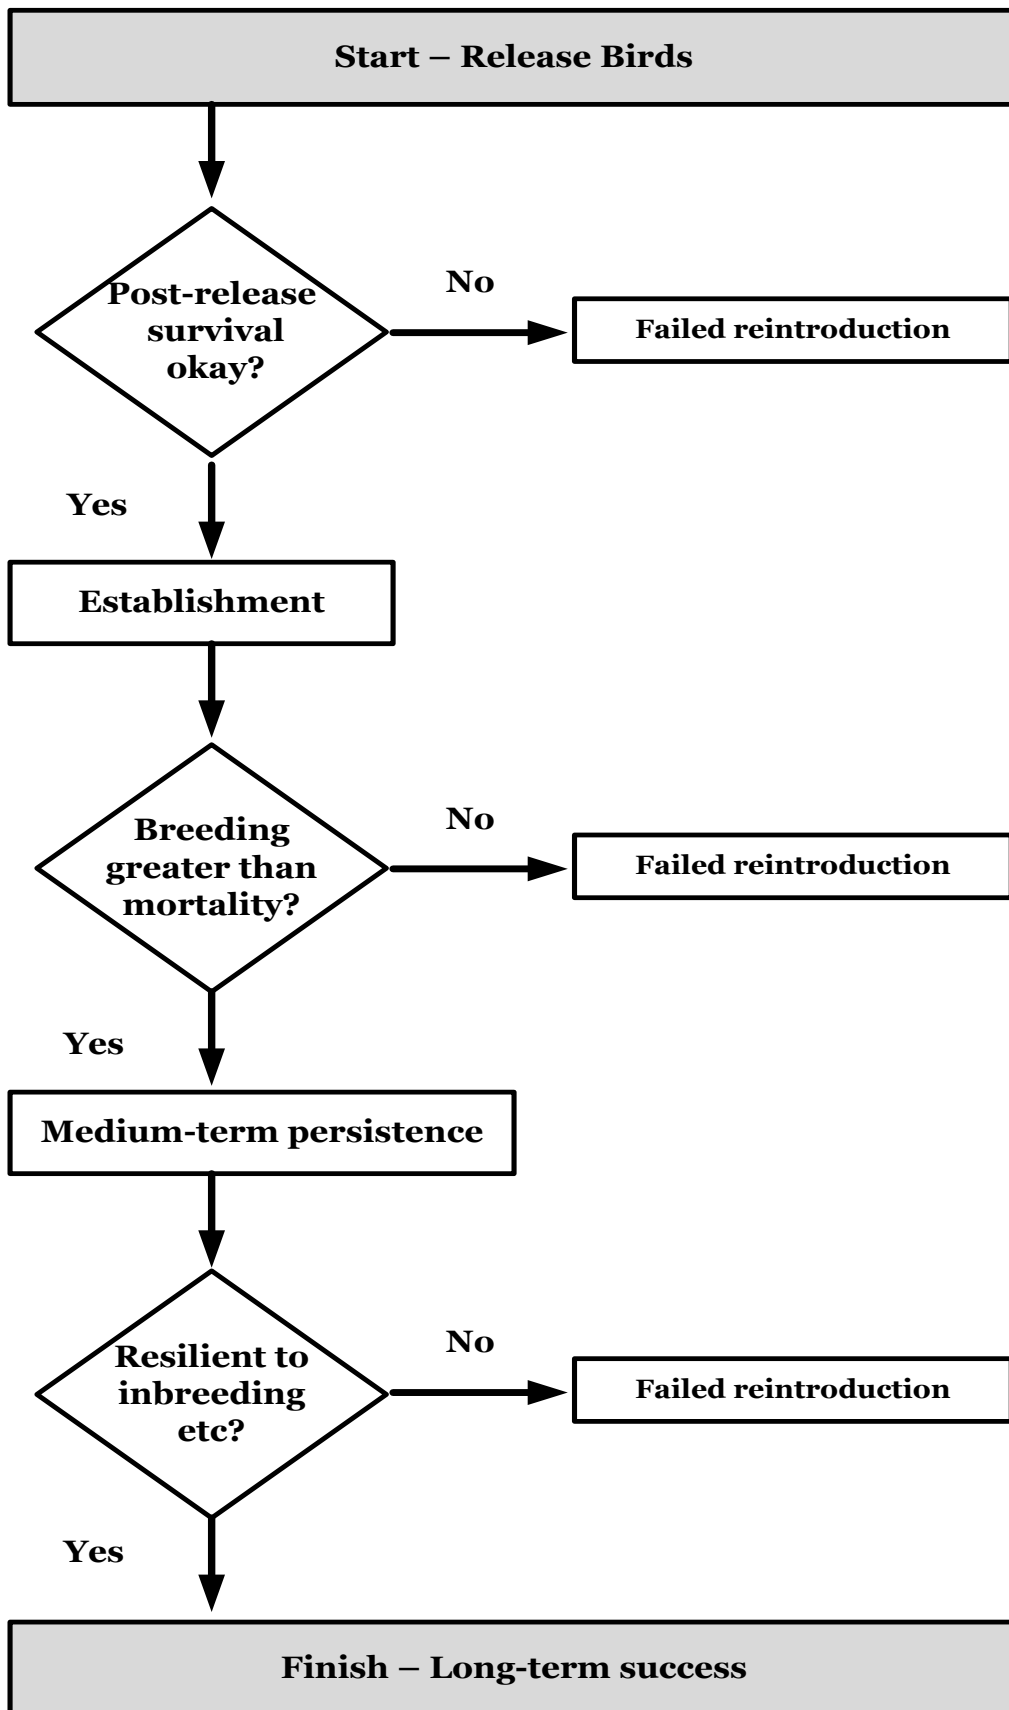 Start – Release Birds
Post-release
survival
okay?
No
Failed reintroduction
Yes
Establishment
Breeding
greater than
mortality?
No
Failed reintroduction
Yes
Medium-term persistence
Resilient to
inbreeding
etc?
No
Failed reintroduction
Yes
Finish – Long-term success